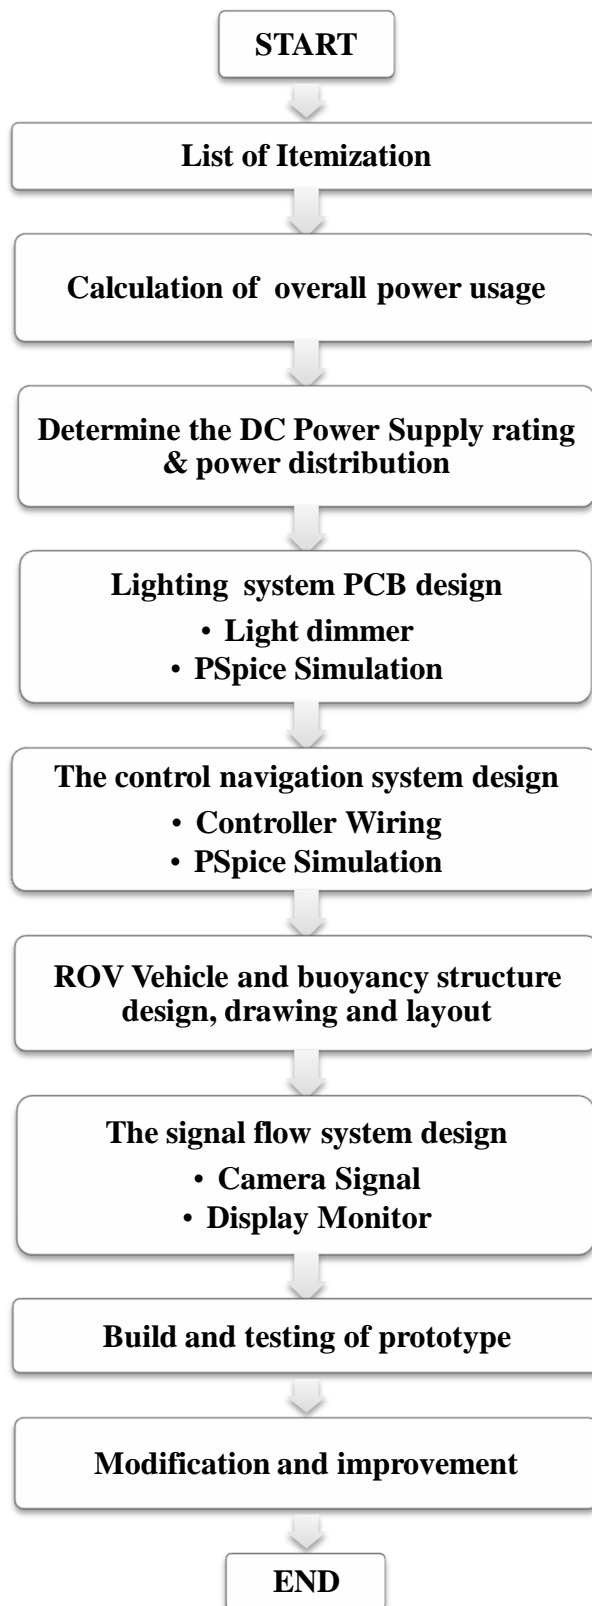 START
List of Itemization
Calculation of overall power usage
Determine the DC Power Supply rating
& power distribution
Lighting system PCB design
• Light dimmer
• PSpice Simulation
The control navigation system design
• Controller Wiring
• PSpice Simulation
ROV Vehicle and buoyancy structure
design, drawing and layout
The signal flow system design
• Camera Signal
• Display Monitor
Build and testing of prototype
Modification and improvement
END